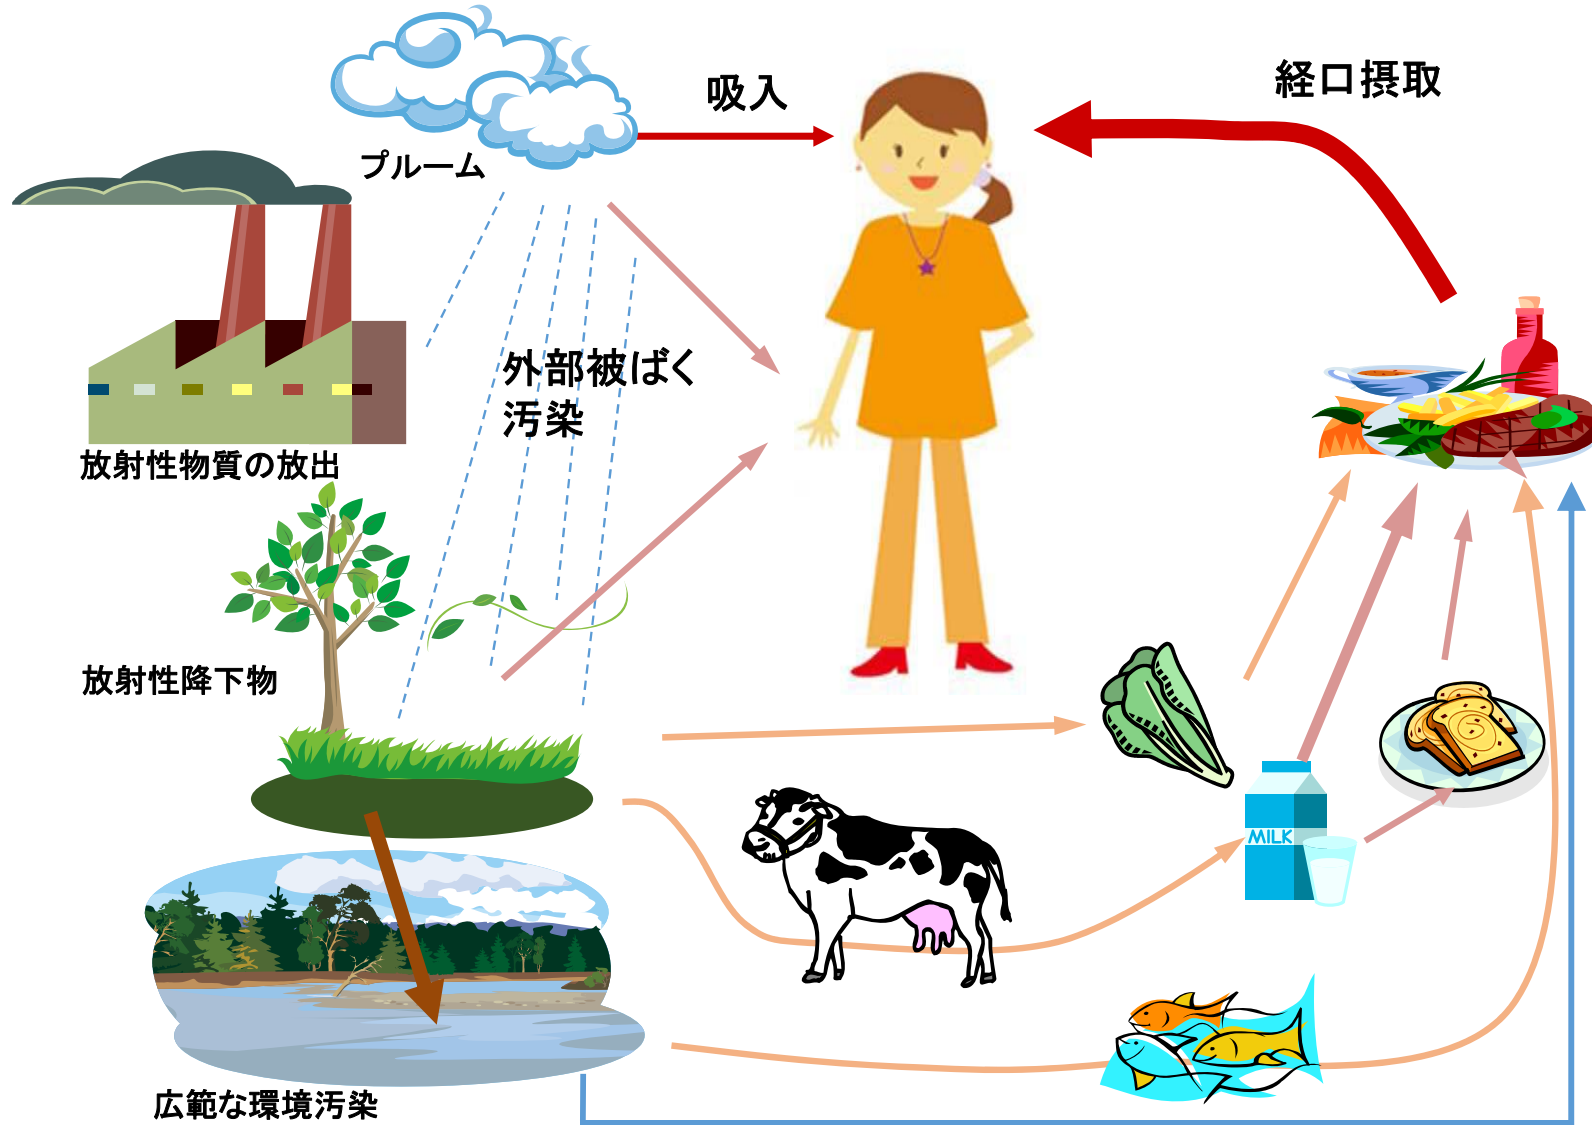 吸入
経口摂取
プルーム
外部被ばく
汚染
放射性物質の放出
放射性降下物
MILK
広範な環境汚染